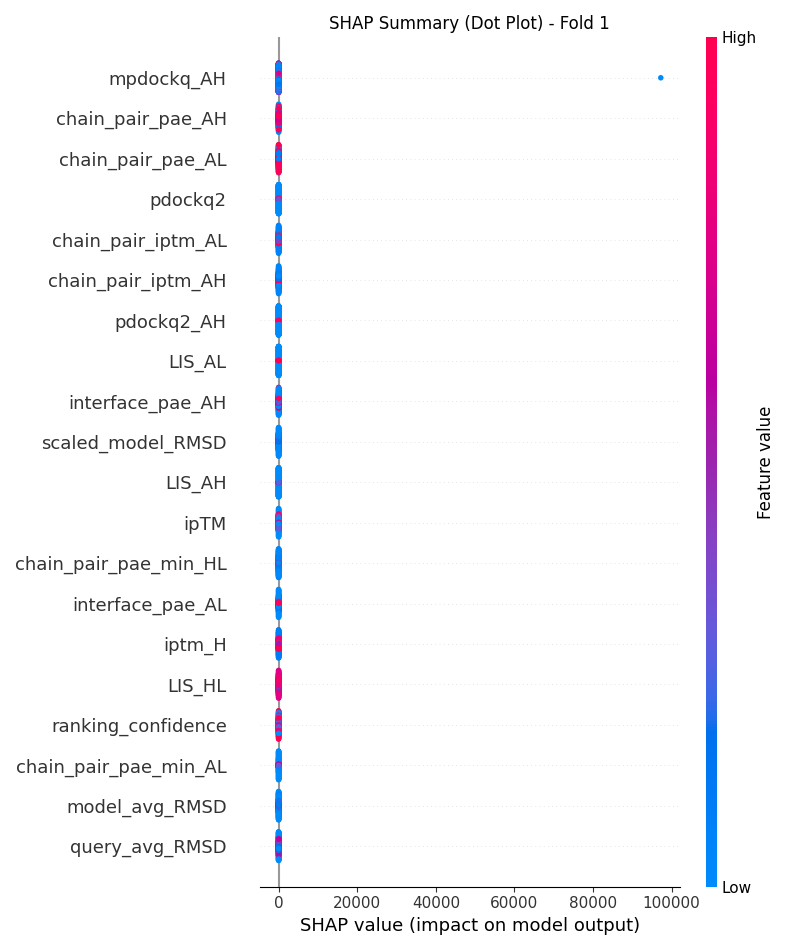 SHAP Summary (Dot Plot) - Fold 1
High
mpdockq_AH
chain_pair_pae_AH
chain_pair_pae_AL
pdockq2
chain_pair_iptm_AL
chain_pair_iptm_AH
pdockq2_AH
LIS_AL
interface_pae_AH
scaled_model_RMSD
LIS_AH
ipTM
chain_pair_pae_min_HL
interface_pae_AL
iptm_H
LIS_HL
ranking_confidence
chain_pair_pae_min_AL
model_avg_RMSD
query_avg_RMSD
Feature value
Low
0 20000 40000 60000 80000 100000
SHAP value (impact on model output)